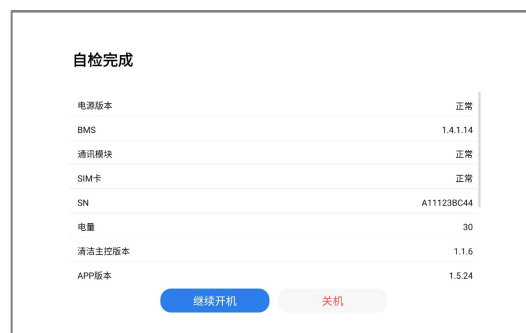 自检完成
电源版本 正常
BMS 1.4.1.14
通讯模块 正常
SIM卡 正常
SN A11123BC44
电量 30
清洁主控版本 1.1.6
APP版本 1.5.24
继续开机 关机